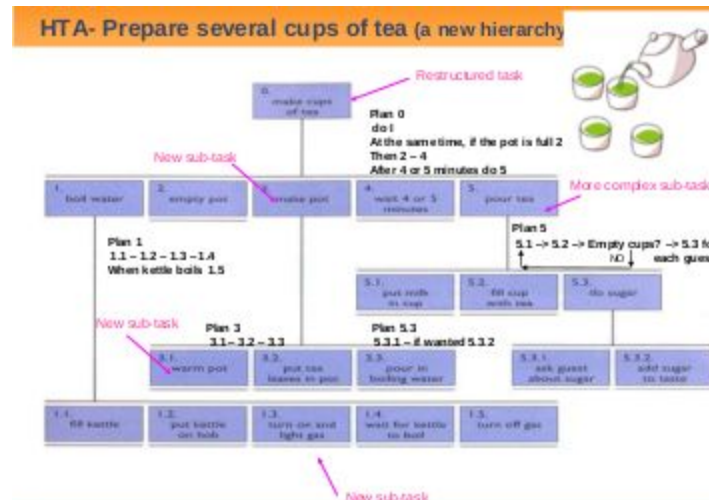 HTA- Prepare several cups of tea (a new hierarchy
Restructured task
0.
make cups
of tea
Plan 0
do I
At the same time, if the pot is full 2
Then 2 – 4
After 4 or 5 minutes do 5
New sub-task
More complex sub-task
1.
boil water
2.
empty pot
3.
make pot
4.
wait 4 or 5
minutes
5.
pour tea
Plan 1
1.1 – 1.2 – 1.3 –1.4
When kettle boils 1.5
Plan 5
5.1 –> 5.2 –> Empty cups? –> 5.3 fo
NO
each gues
5.1.
put milk
in cup
5.2.
fill cup
with tea
5.3.
do sugar
New sub-task
Plan 3
3.1 – 3.2 – 3.3
Plan 5.3
5.3.1 – if wanted 5.3.2
3.1.
warm pot
3.2.
put tea
leaves in pot
3.3.
pour in
boiling water
5.3.1
ask guest
about sugar
5.3.2.
add sugar
to taste
1.1.
fill kettle
1.2.
put kettle
on hob
1.3.
turn on and
light gas
1.4.
wait for kettle
to boil
1.5.
turn off gas
New sub-task